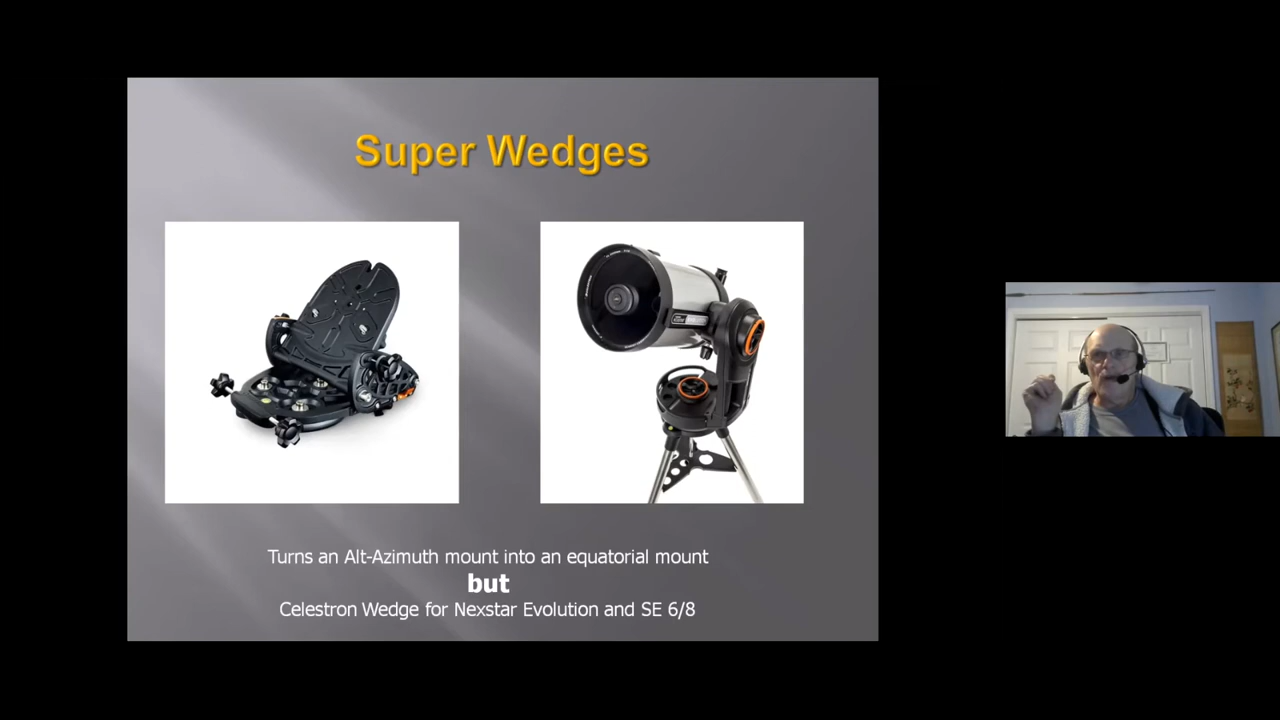 Super Wedges
Turns an Alt-Azimuth mount into an equatorial mount
but
Celestron Wedge for Nexstar Evolution and SE 6/8